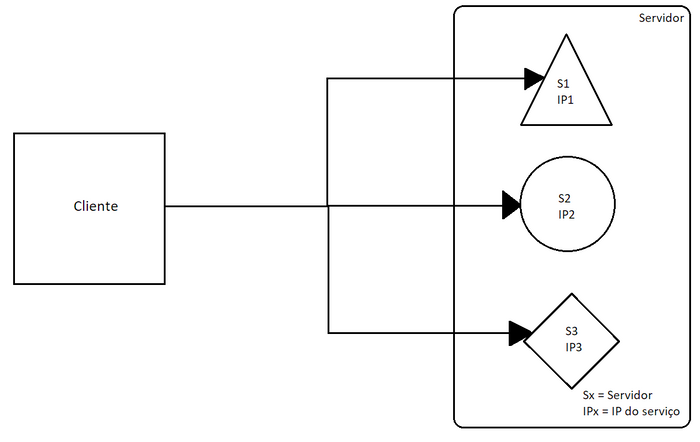 Servidor
S1
IP1
Cliente
S2
IP2
S3
IP3
Sx = Servidor
IPx = IP do serviço